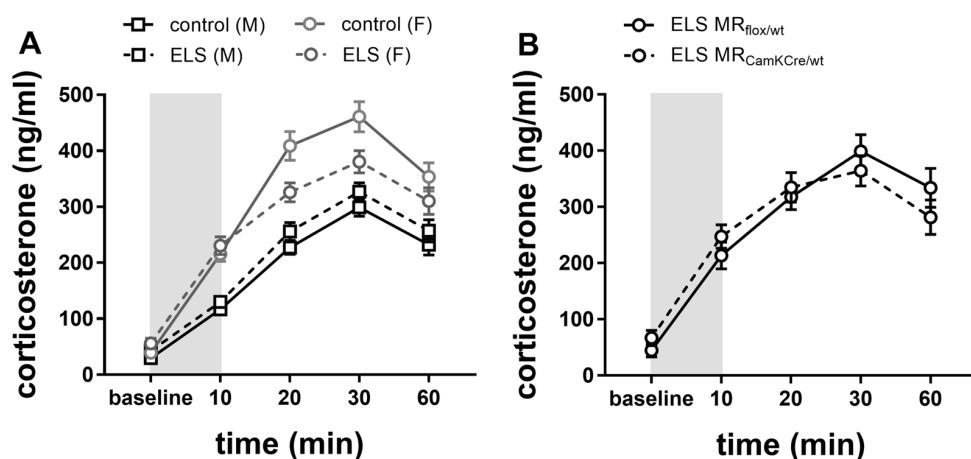 A
control (M)
control (F)
ELS (M)
ELS (F)
corticosterone (ng/ml)
500
400
300
200
100
0
baseline 10 20 30 60
time (min)
B
ELS MRflox/wt
ELS MRCamKCre/wt
corticosterone (ng/ml)
500
400
300
200
100
0
baseline 10 20 30 60
time (min)